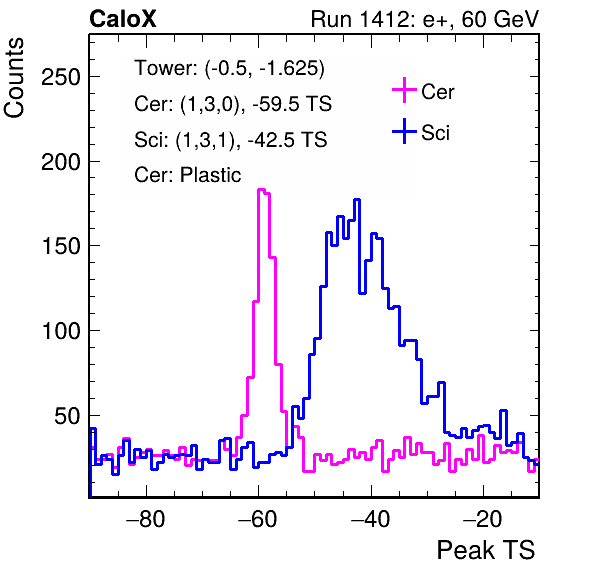 CaloX Run 1412: e+, 60 GeV
Counts
Tower: (-0.5, -1.625)
Cer: (1,3,0), -59.5 TS
Sci: (1,3,1), -42.5 TS
Cer: Plastic
Cer
Sci
250
200
150
100
50
−80 −60 −40 −20
Peak TS